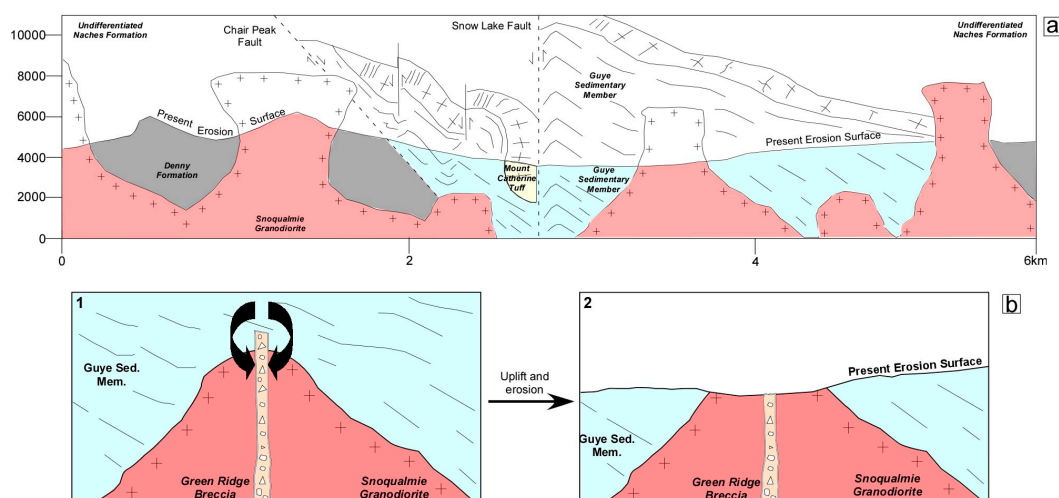 a
Undifferentiated
Naches Formation
Chair Peak
Fault
Snow Lake Fault
Undifferentiated
Naches Formation
10000
8000
6000
4000
2000
0
Present
Erosion
Surface
Guye
Sedimentary
Member
Present Erosion Surface
Denny
Formation
Mount
Catherine
Tuff
Guye
Sedimentary
Member
Snoqualmie
Granodiorite
0
2
4
6km
b
1
Guye Sed.
Mem.
Green Ridge
Breccia
Snoqualmie
Granodiorite
Uplift and
erosion
2
Present Erosion Surface
Guye Sed.
Mem.
Green Ridge
Breccia
Snoqualmie
Granodiorite